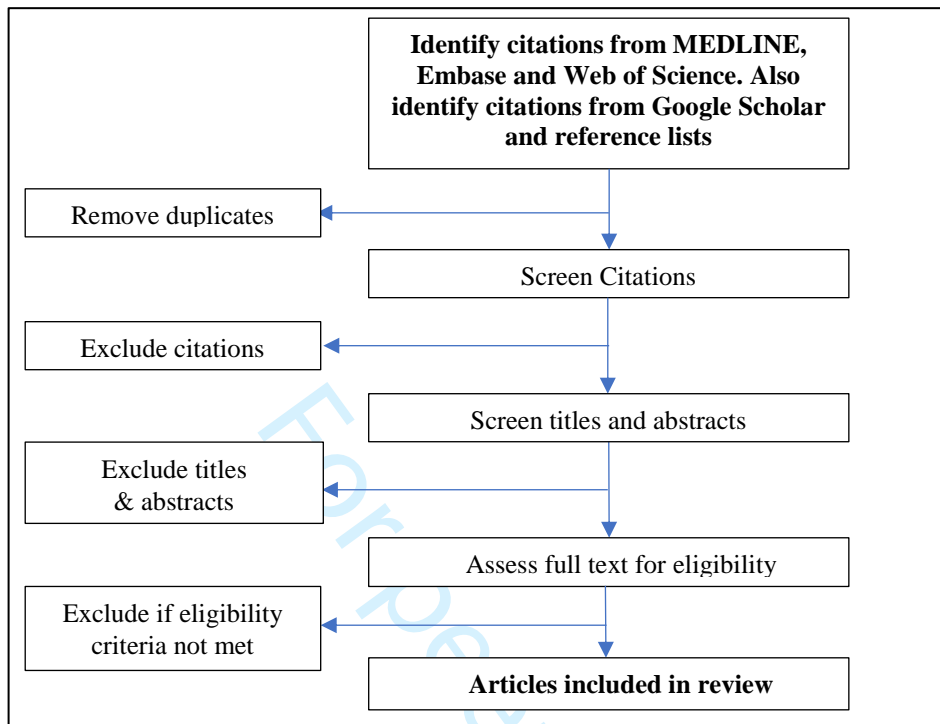 Identify citations from MEDLINE,
Embase and Web of Science. Also
identify citations from Google Scholar
and reference lists
Remove duplicates
Screen Citations
Exclude citations
Screen titles and abstracts
Exclude titles
& abstracts
Assess full text for eligibility
Exclude if eligibility
criteria not met
Articles included in review
For pee